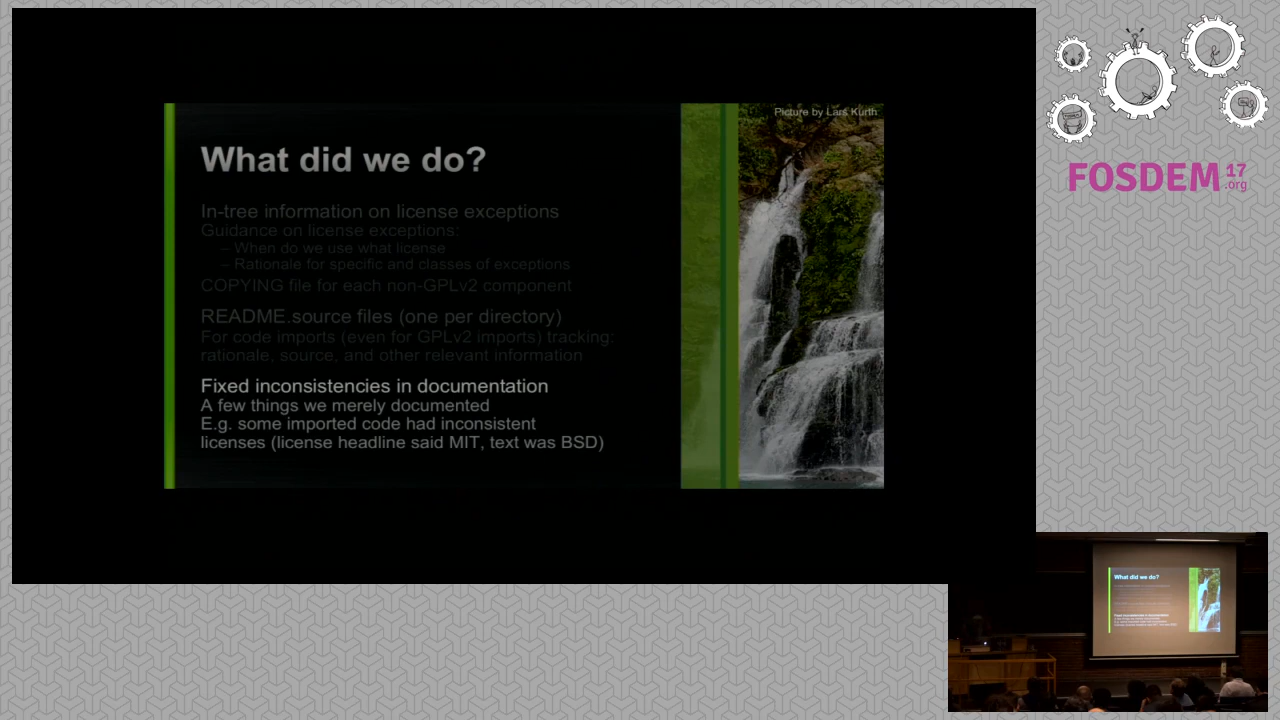 Picture by Lars Kurth
What did we do?
In-tree information on license exceptions
Guidance on license exceptions:
– When do we use what license
– Rationale for specific and classes of exceptions
COPYING file for each non-GPLv2 component
README.source files (one per directory)
For code imports (even for GPLv2 imports) tracking:
rationale, source, and other relevant information
Fixed inconsistencies in documentation
A few things we merely documented
E.g. some imported code had inconsistent
licenses (license headline said MIT, text was BSD)
FOSDEM 17
.org
What did we do?